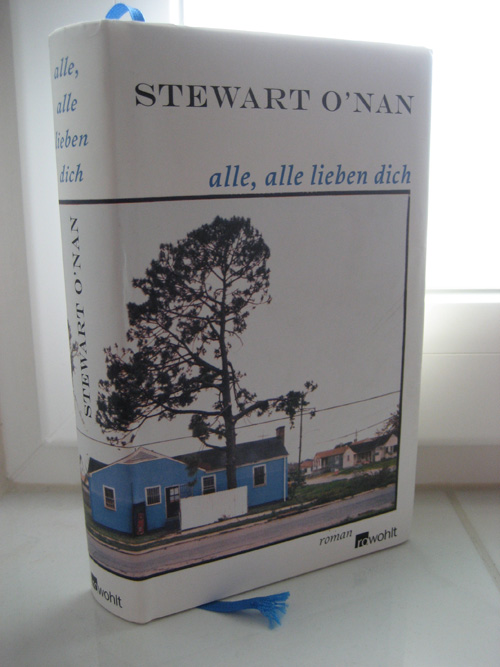 alle,
alle
lieben
dich
STEWART O'NAN
rowohlt
STEWART O'NAN
alle, alle lieben dich
roman rowohlt